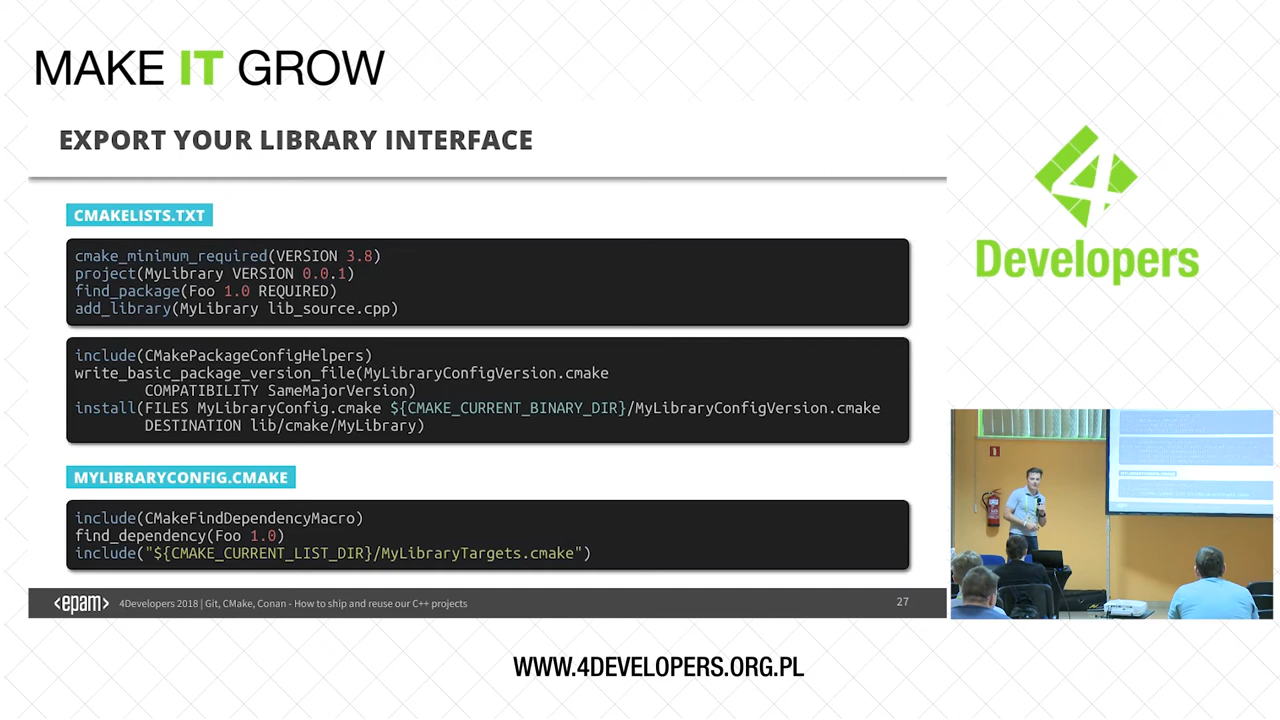 MAKE IT GROW
EXPORT YOUR LIBRARY INTERFACE
CMAKELISTS.TXT
cmake_minimum_required(VERSION 3.8)
project(MyLibrary VERSION 0.0.1)
find_package(Foo 1.0 REQUIRED)
add_library(MyLibrary lib_source.cpp)
include(CMakePackageConfigHelpers)
write_basic_package_version_file(MyLibraryConfigVersion.cmake
COMPATIBILITY SameMajorVersion)
install(FILES MyLibraryConfig.cmake ${CMAKE_CURRENT_BINARY_DIR}/MyLibraryConfigVersion.cmake
DESTINATION lib/cmake/MyLibrary)
MYLIBRARYCONFIG.CMAKE
include(CMakeFindDependencyMacro)
find_dependency(Foo 1.0)
include("${CMAKE_CURRENT_LIST_DIR}/MyLibraryTargets.cmake")
<epam> 4Developers 2018 | Git, CMake, Conan - How to ship and reuse our C++ projects 27
4
Developers
WWW.4DEVELOPERS.ORG.PL